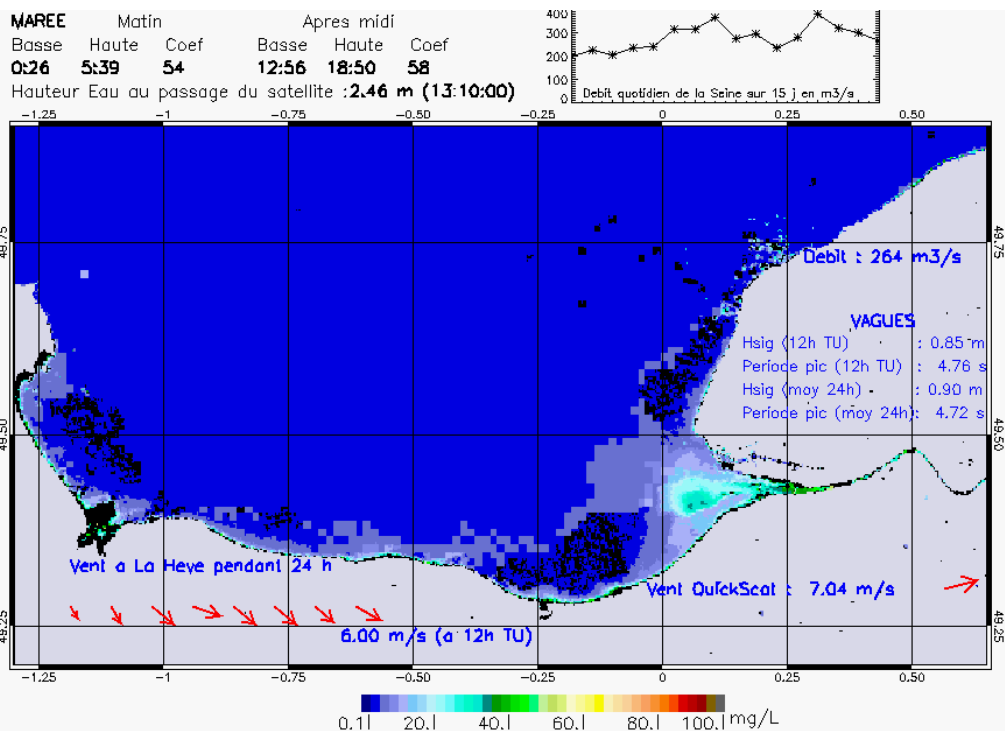 MAREE Matin Apres midi
Basse Haute Coef Basse Haute Coef
0:26 5:39 54 12:56 18:50 58
Hauteur Eau au passage du satellite :2.46 m (13:10:00)
400
300
200
100
0
Debit quotidien de la Seine sur 15 j en m3/s
-1.25 -1 -0.75 -0.50 -0.25 0 0.25 0.50
49.75 49.75
Debit : 264 m3/s
VAGUES
Hsig (12h TU) : 0.85 m
Periode pic (12h TU) : 4.76 s
Hsig (moy 24h) : 0.90 m
Periode pic (moy 24h): 4.72 s
49.50 49.50
Vent a La Heve pendant 24 h
Vent QuickScat : 7.04 m/s
49.25 49.25
6.00 m/s (a 12h TU)
-1.25 -1 -0.75 -0.50 -0.25 0 0.25 0.50
0.1l 20.l 40.l 60.l 80.l 100.l mg/L